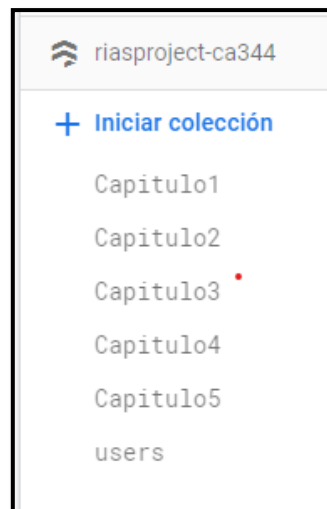 riasproject-ca344
+ Iniciar colección
Capitulo1
Capitulo2
Capitulo3
Capitulo4
Capitulo5
users